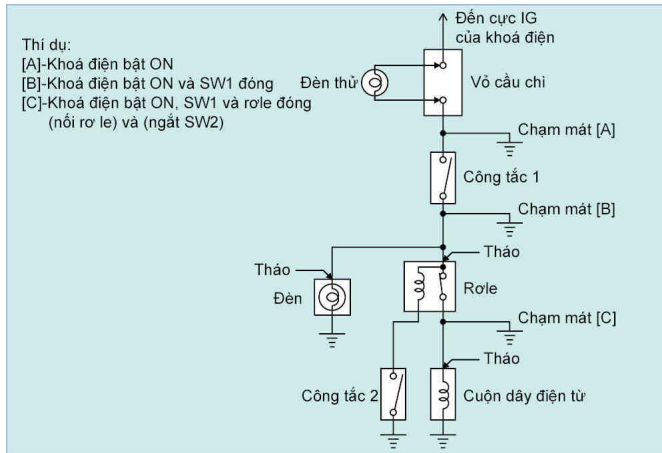 Đến cực IG
của khoá điện
Thí dụ:
[A]-Khoá điện bật ON
[B]-Khoá điện bật ON và SW1 đóng
[C]-Khoá điện bật ON, SW1 và rơle đóng
(nối rơ le) và (ngắt SW2)
Đèn thử
Vỏ cầu chì
Chạm mát [A]
Công tắc 1
Chạm mát [B]
Tháo
Tháo
Đèn
Rơle
Chạm mát [C]
Tháo
Công tắc 2
Cuộn dây điện từ